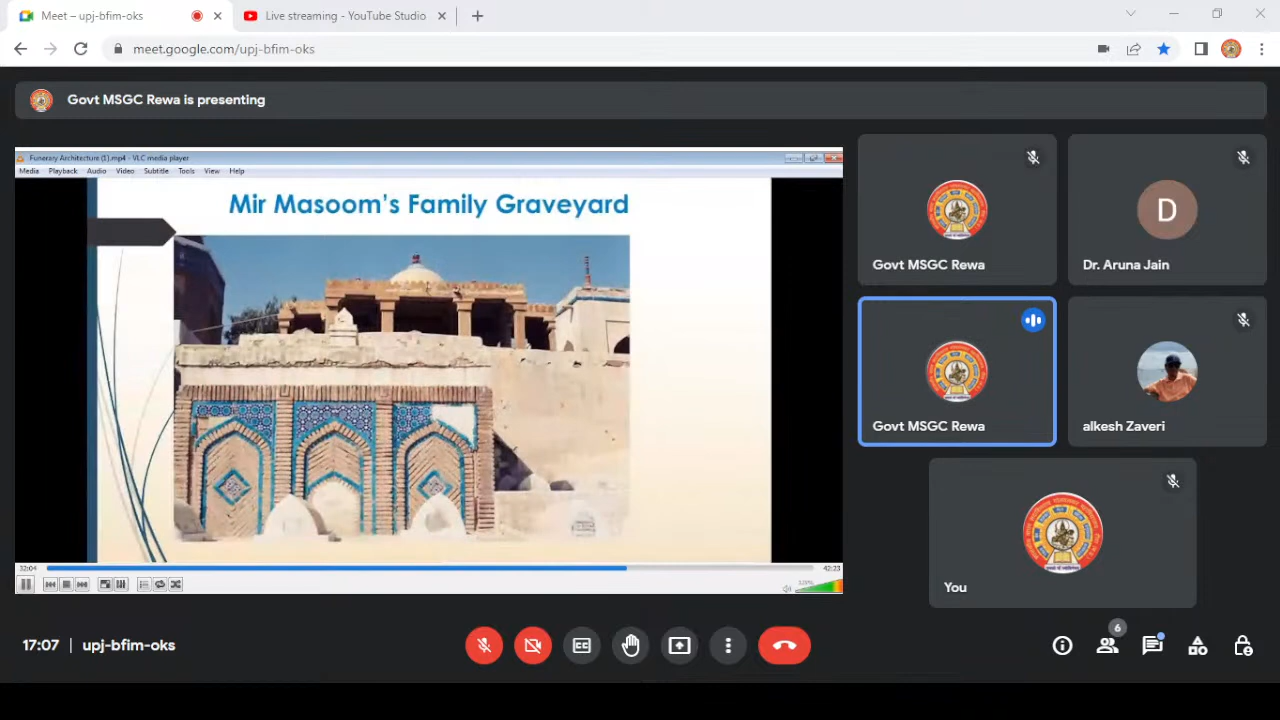 Meet – upj-bfim-oks
Live streaming - YouTube Studio
meet.google.com/upj-bfim-oks
Govt MSGC Rewa is presenting
Funerary Architecture (1).mp4 - VLC media player
Media Playback Audio Video Subtitle Tools View Help
Mir Masoom's Family Graveyard
32:04
42:23
Govt MSGC Rewa
D
Dr. Aruna Jain
Govt MSGC Rewa
alkesh Zaveri
You
17:07 | upj-bfim-oks
CC
6